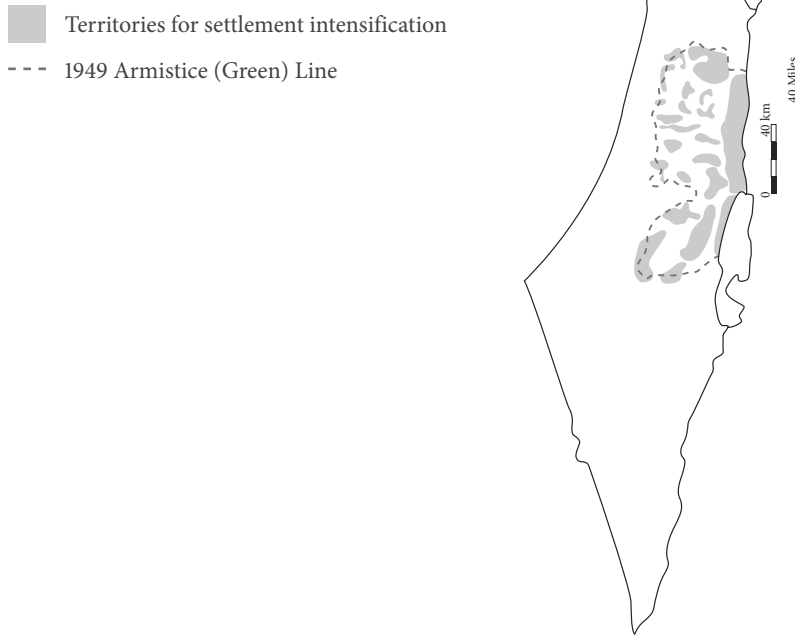 Territories for settlement intensification
1949 Armistice (Green) Line
0
40 km
40 Miles